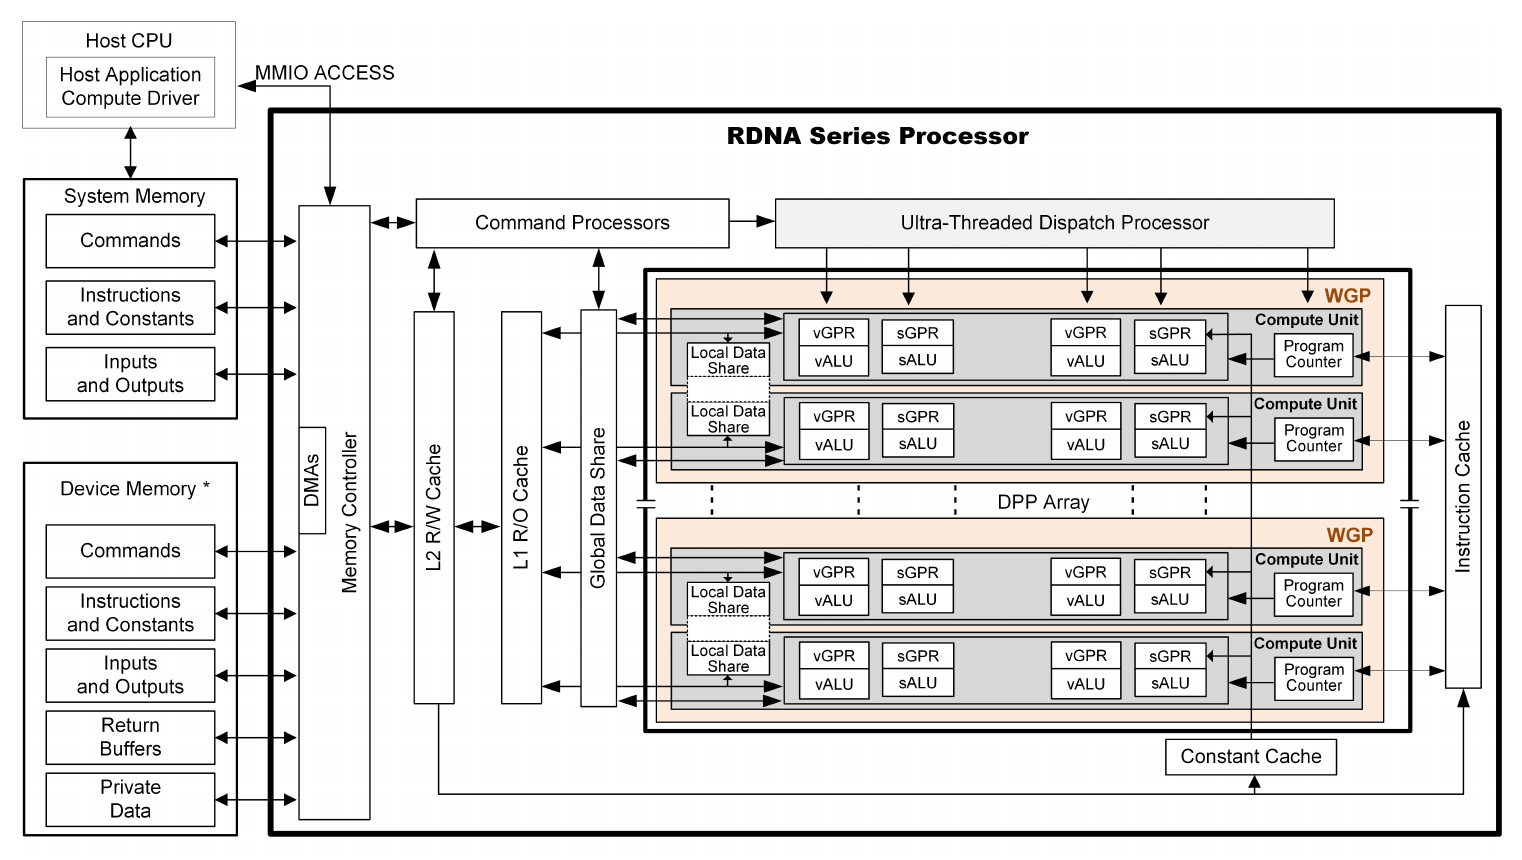 Host CPU
Host Application
Compute Driver
MMIO ACCESS
RDNA Series Processor
System Memory
Commands
Instructions
and Constants
Inputs
and Outputs
Device Memory *
Commands
Instructions
and Constants
Inputs
and Outputs
Return
Buffers
Private
Data
DMAs
Memory Controller
Command Processors
Ultra-Threaded Dispatch Processor
L2 R/W Cache
L1 R/O Cache
Global Data Share
WGP
Compute Unit
Local Data
Share
vGPR
vALU
sGPR
sALU
vGPR
vALU
sGPR
sALU
Program
Counter
Compute Unit
Local Data
Share
vGPR
vALU
sGPR
sALU
vGPR
vALU
sGPR
sALU
Program
Counter
DPP Array
WGP
Compute Unit
Local Data
Share
vGPR
vALU
sGPR
sALU
vGPR
vALU
sGPR
sALU
Program
Counter
Compute Unit
Local Data
Share
vGPR
vALU
sGPR
sALU
vGPR
vALU
sGPR
sALU
Program
Counter
Instruction Cache
Constant Cache